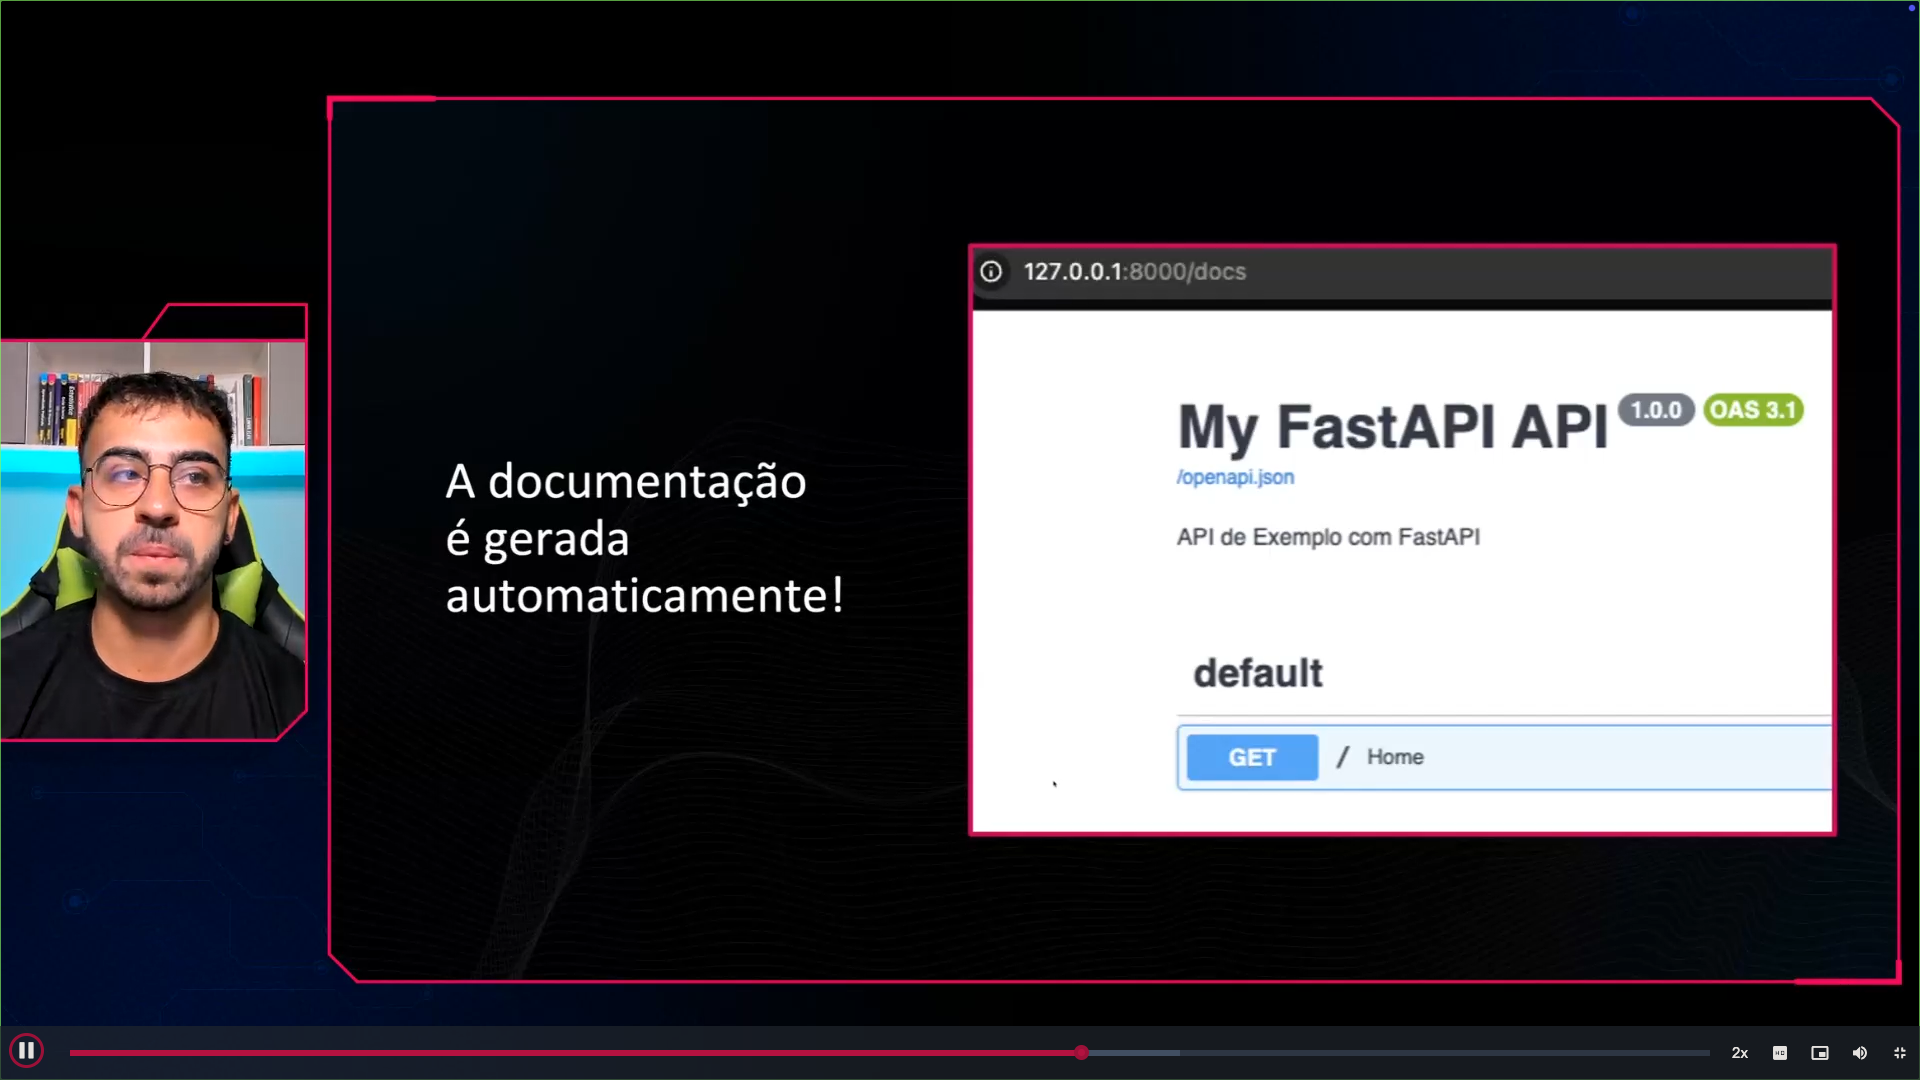 A documentação
é gerada
automaticamente!
127.0.0.1:8000/docs
My FastAPI API 1.0.0 OAS 3.1
/openapi.json
API de Exemplo com FastAPI
default
GET / Home
2x